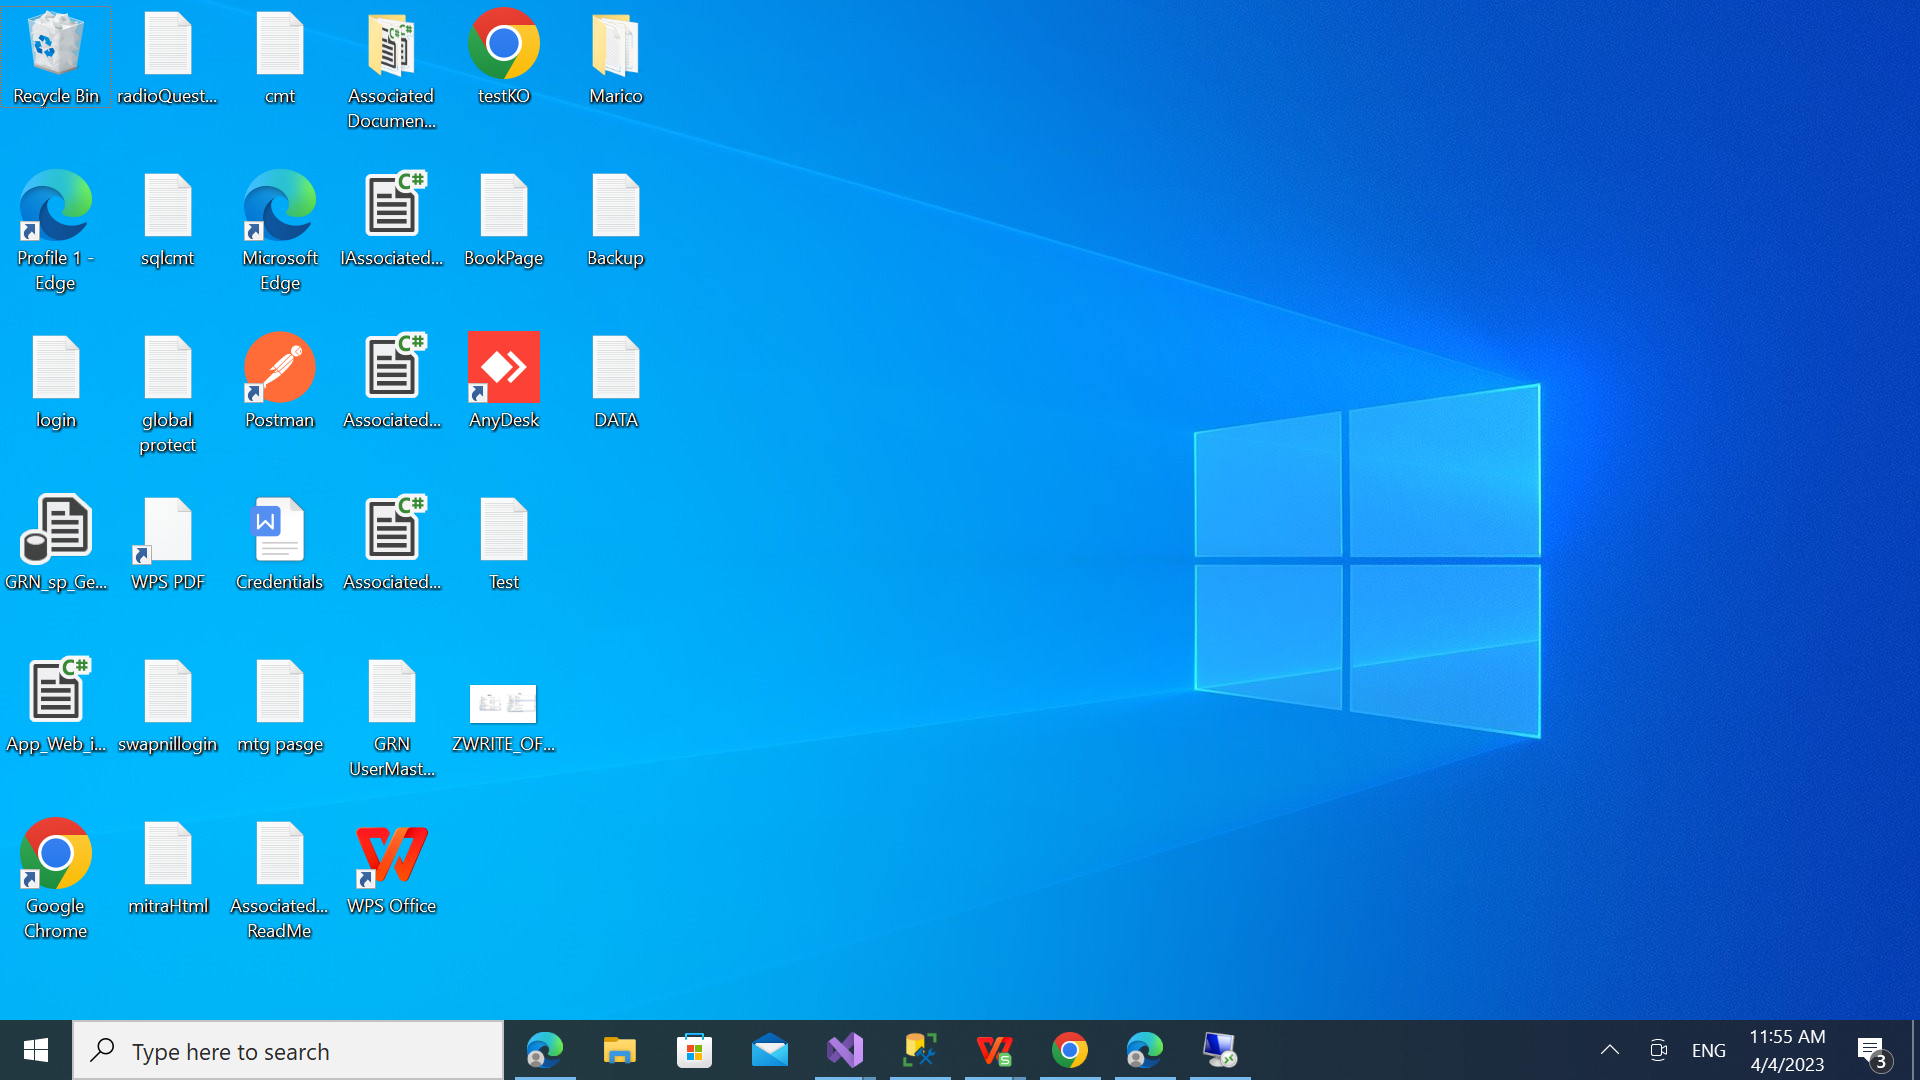 Recycle Bin
radioQuest...
cmt
Associated
Documen...
testKO
Marico
Profile 1 -
Edge
sqlcmt
Microsoft
Edge
IAssociated...
BookPage
Backup
login
global
protect
Postman
Associated...
AnyDesk
DATA
GRN_sp_Ge...
WPS PDF
Credentials
Associated...
Test
App_Web_i...
swapnillogin
mtg pasge
GRN
UserMast...
ZWRITE_OF...
Google
Chrome
mitraHtml
Associated...
ReadMe
WPS Office
Type here to search
ENG
11:55 AM
4/4/2023
3